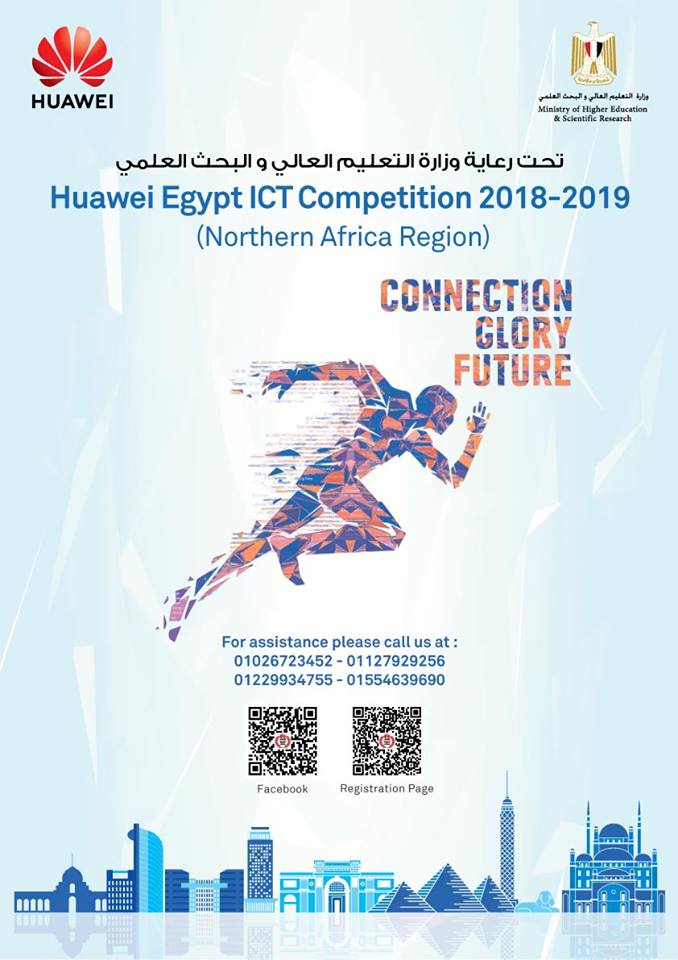 HUAWEI
وزارة التعليم العالي و البحث العلمي
Ministry of Higher Education
& Scientific Research
تحت رعاية وزارة التعليم العالي و البحث العلمي
Huawei Egypt ICT Competition 2018-2019
(Northern Africa Region)
CONNECTION
GLORY
FUTURE
For assistance please call us at :
01026723452 - 01127929256
01229934755 - 01554639690
Facebook
Registration Page